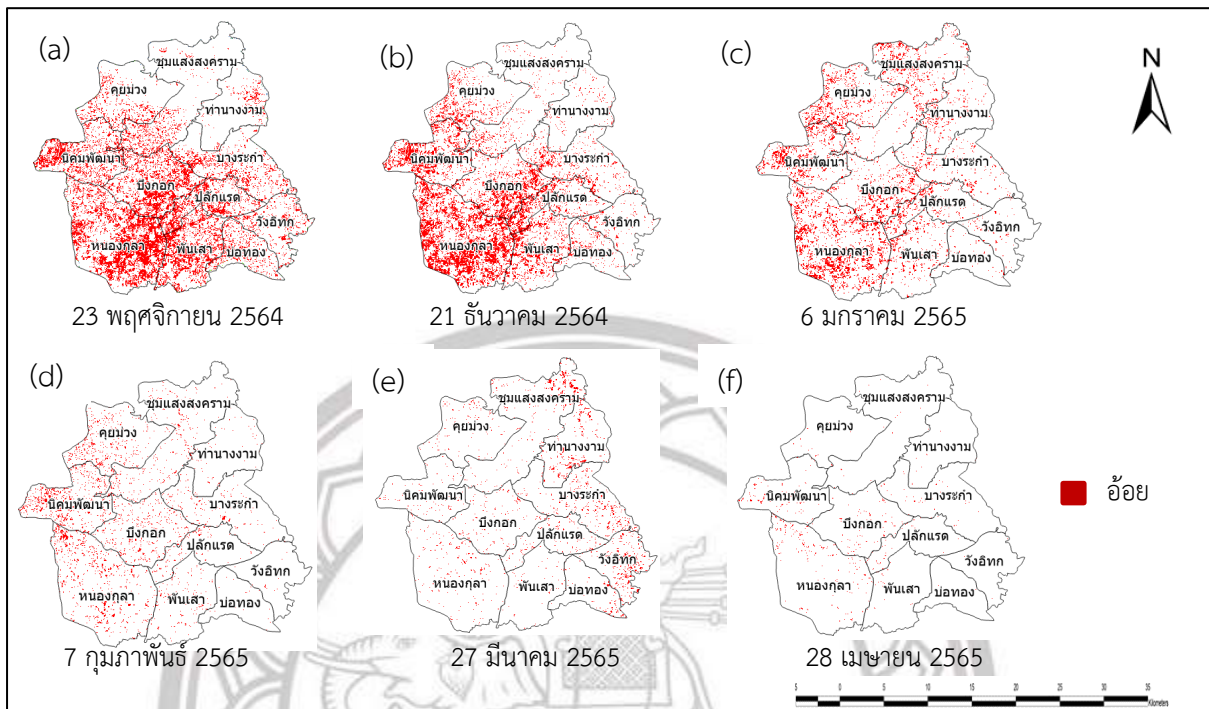 (a)
ชุมแสงสงคราม
คุยม่วง
ท่านางงาม
นิคมพัฒนา
บางระกำ
บึงกอก
ปลักแรด
วังอิทก
หนองกุลา
พันเสา
บ่อทอง
23 พฤศจิกายน 2564
(b)
ชุมแสงสงคราม
คุยม่วง
ท่านางงาม
นิคมพัฒนา
บางระกำ
บึงกอก
ปลักแรด
วังอิทก
หนองกุลา
พันเสา
บ่อทอง
21 ธันวาคม 2564
(c)
ชุมแสงสงคราม
คุยม่วง
ท่านางงาม
นิคมพัฒนา
บางระกำ
บึงกอก
ปลักแรด
วังอิทก
หนองกุลา
พันเสา
บ่อทอง
6 มกราคม 2565
N
(d)
ชุมแสงสงคราม
คุยม่วง
ท่านางงาม
นิคมพัฒนา
บางระกำ
บึงกอก
ปลักแรด
วังอิทก
หนองกุลา
พันเสา
บ่อทอง
7 กุมภาพันธ์ 2565
(e)
ชุมแสงสงคราม
คุยม่วง
ท่านางงาม
นิคมพัฒนา
บางระกำ
บึงกอก
ปลักแรด
วังอิทก
หนองกุลา
พันเสา
บ่อทอง
27 มีนาคม 2565
(f)
ชุมแสงสงคราม
คุยม่วง
ท่านางงาม
นิคมพัฒนา
บางระกำ
บึงกอก
ปลักแรด
วังอิทก
หนองกุลา
พันเสา
บ่อทอง
28 เมษายน 2565
อ้อย
5 0 5 10 15 20 25 30 35
Kilometers